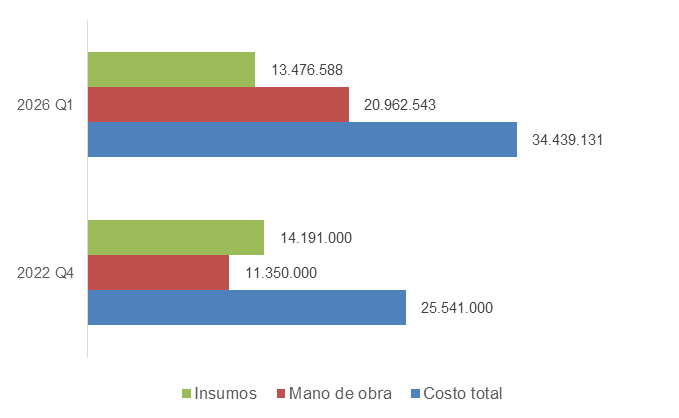 13.476.588
2026 Q1
20.962.543
34.439.131
14.191.000
2022 Q4
11.350.000
25.541.000
Insumos
Mano de obra
Costo total